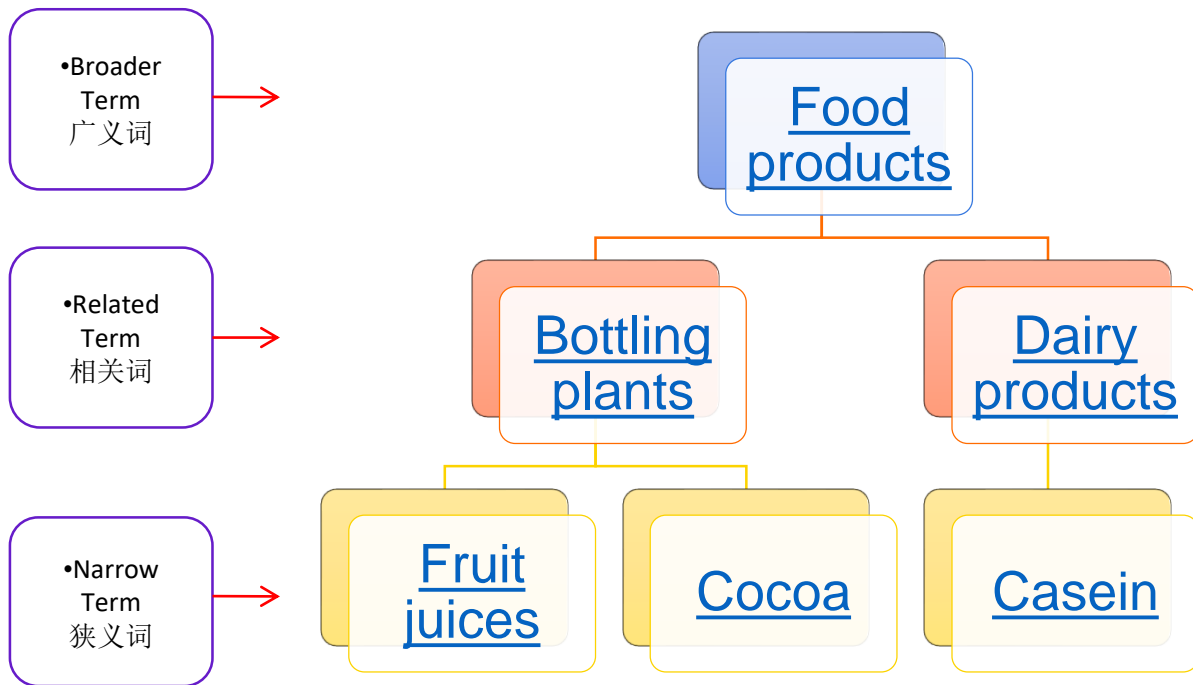 •Broader
Term
广义词
Food
products
•Related
Term
相关词
Bottling
plants
Dairy
products
•Narrow
Term
狭义词
Fruit
juices
Cocoa
Casein